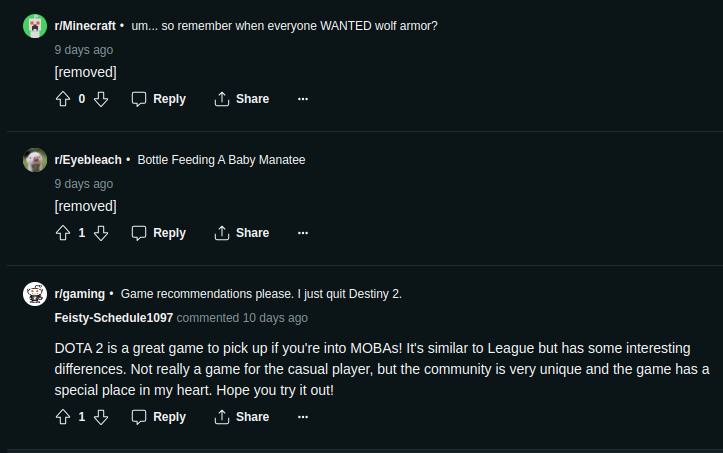 r/Minecraft • um... so remember when everyone WANTED wolf armor?
9 days ago
[removed]
0 Reply Share ...
r/Eyebleach • Bottle Feeding A Baby Manatee
9 days ago
[removed]
1 Reply Share ...
r/gaming • Game recommendations please. I just quit Destiny 2.
Feisty-Schedule1097 commented 10 days ago
DOTA 2 is a great game to pick up if you're into MOBAs! It's similar to League but has some interesting
differences. Not really a game for the casual player, but the community is very unique and the game has a
special place in my heart. Hope you try it out!
1 Reply Share ...